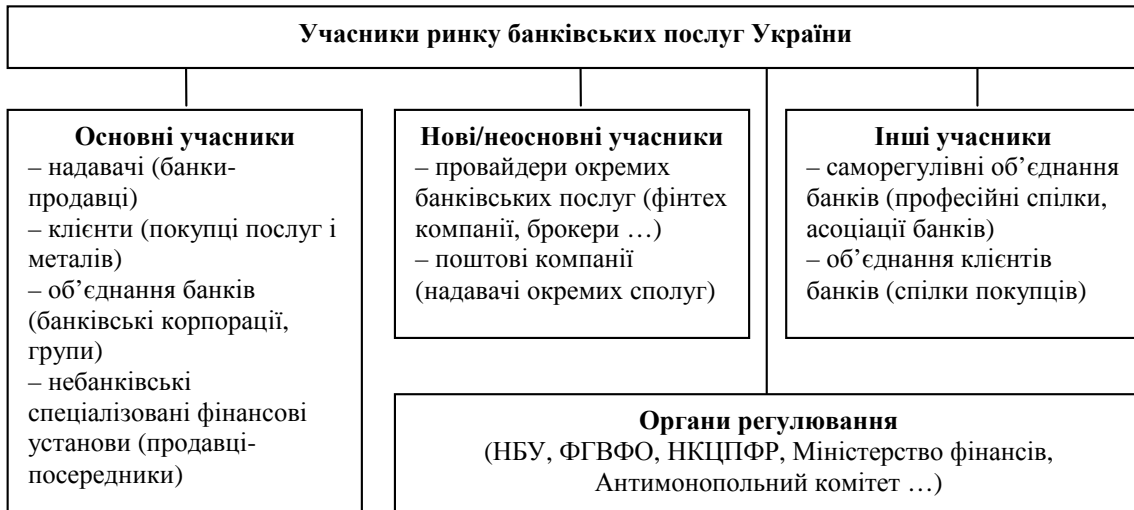 Учасники ринку банківських послуг України
Основні учасники
– надавачі (банки-
продавці)
– клієнти (покупці послуг і
металів)
– об’єднання банків
(банківські корпорації,
групи)
– небанківські
спеціалізовані фінансові
установи (продавці-
посередники)
Нові/неосновні учасники
– провайдери окремих
банківських послуг (фінтех
компанії, брокери …)
– поштові компанії
(надавачі окремих сполуг)
Інші учасники
– саморегулівні об’єднання
банків (професійні спілки,
асоціації банків)
– об’єднання клієнтів
банків (спілки покупців)
Органи регулювання
(НБУ, ФГВФО, НКЦПФР, Міністерство фінансів,
Антимонопольний комітет …)